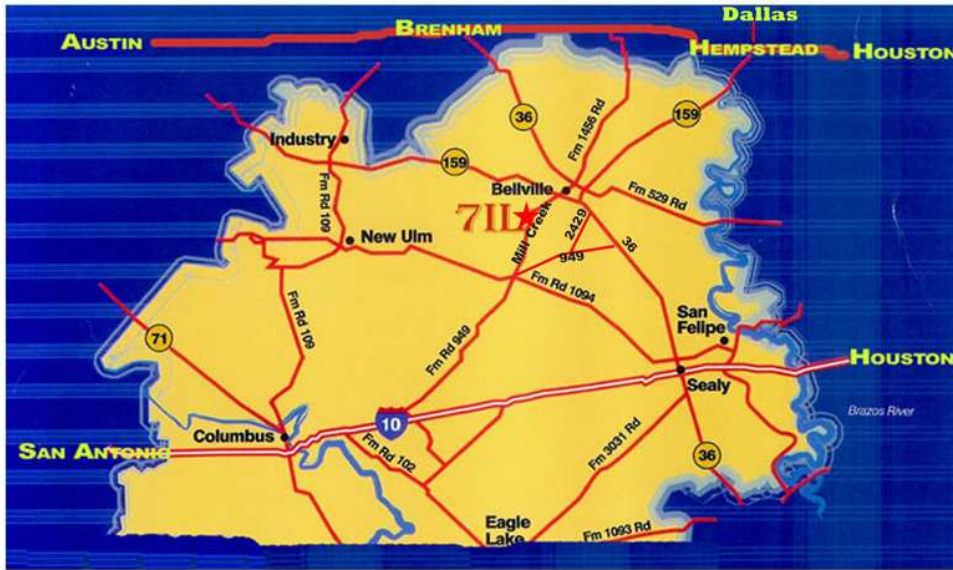 Dallas
AUSTIN
BRENHAM
HEMPSTEAD
HOUSTON
36
Fm 1456 Rd
159
Industry
159
Bellville
Fm 529 Rd
Fm Rd 109
7IL
Mill Creek
2429
949
36
New Ulm
Fm Rd 1094
Fm Rd 109
San
Felipe
71
Fm Rd 949
HOUSTON
Sealy
10
Brazos River
Columbus
SAN ANTONIO
Fm Rd 102
Fm 3031 Rd
36
Eagle
Lake
Fm 1093 Rd